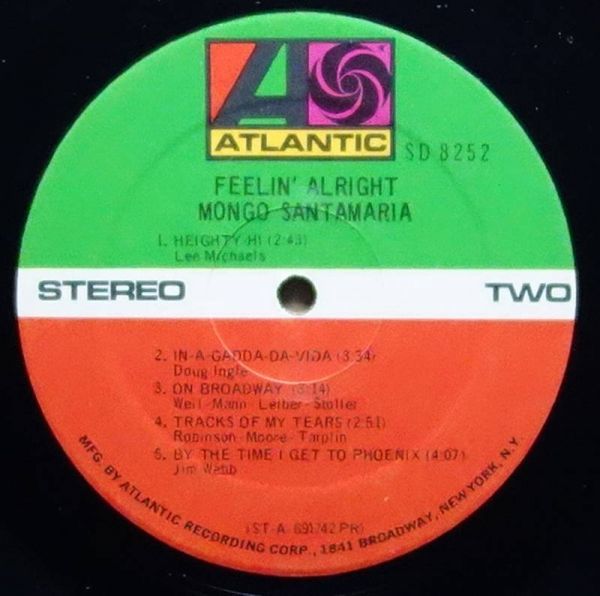 ATLANTIC
SD 8252
FEELIN' ALRIGHT
MONGO SANTAMARIA
1. HEIGHTY-HI (2:43)
Lee Michaels
STEREO
TWO
2. IN-A-GADDA-DA-VIDA (3:34)
Doug Ingle
3. ON BROADWAY (3:14)
Weil-Mann-Leiber-Stoller
4. TRACKS OF MY TEARS (2:51)
Robinson-Moore-Tarplin
5. BY THE TIME I GET TO PHOENIX (4:07)
Jim Webb
(ST-A-691742 PR)
MFG. BY ATLANTIC RECORDING CORP., 1841 BROADWAY, NEW YORK, N.Y.